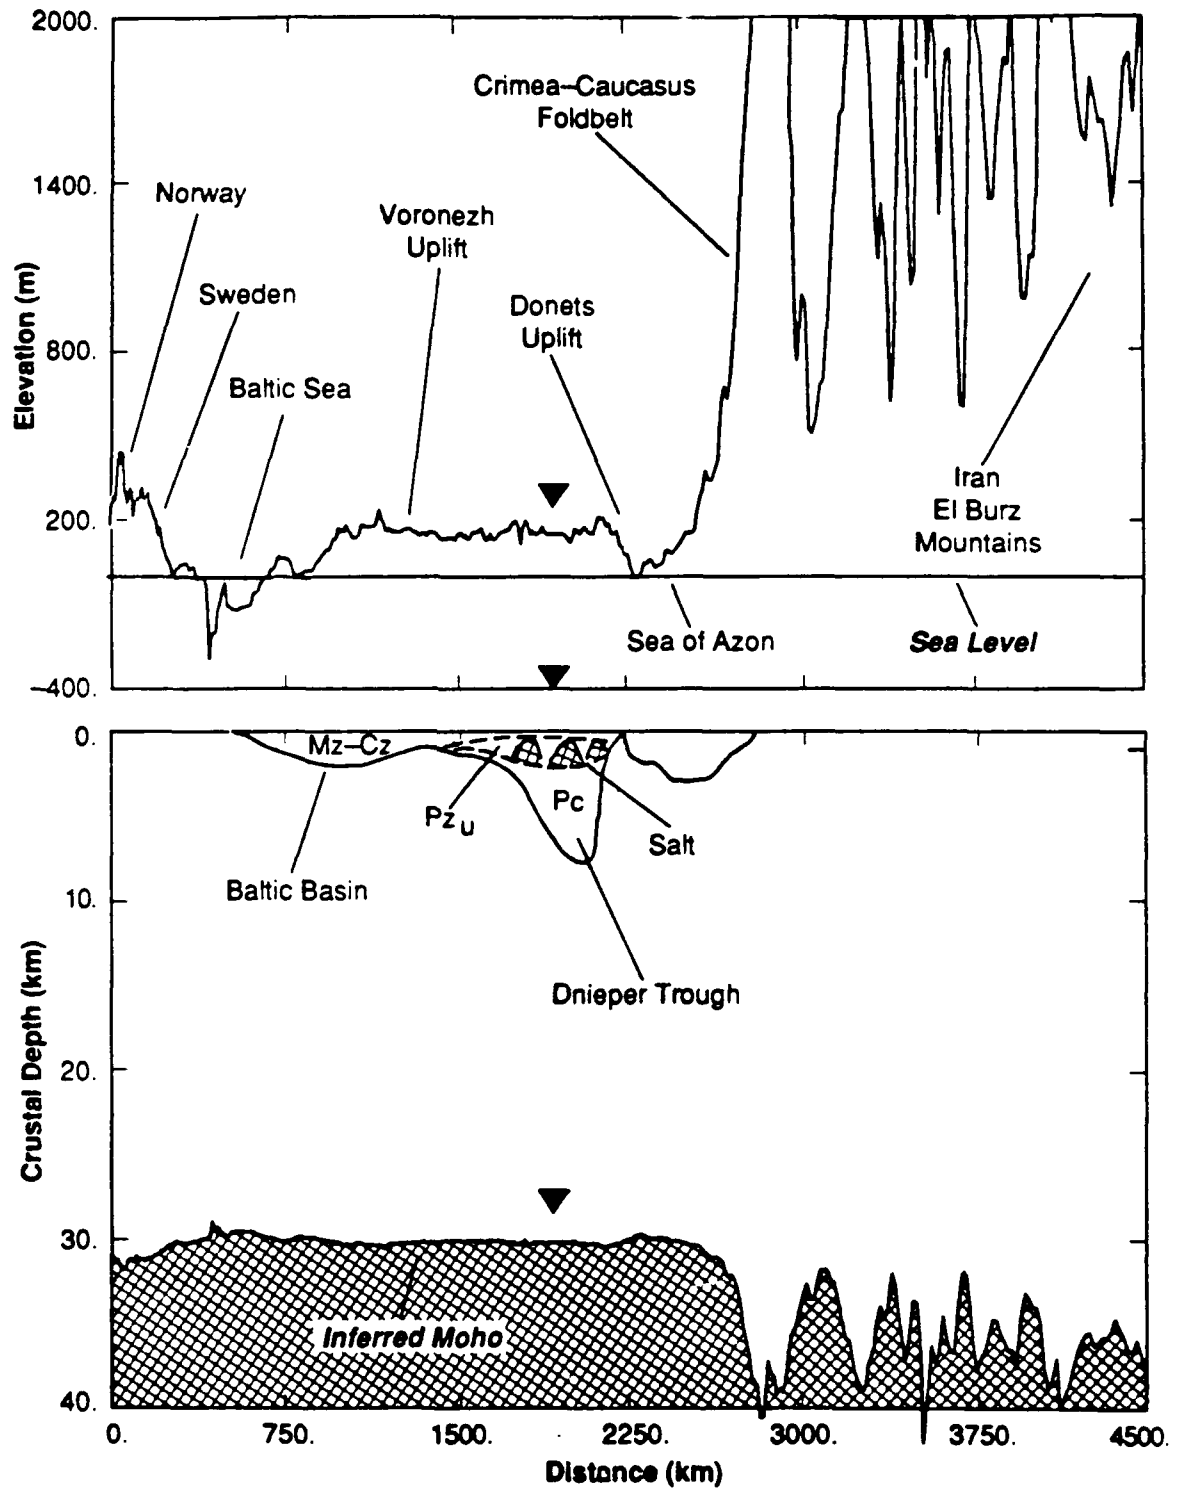 2000.
1400.
800.
200.
–400.
Elevation (m)
Norway
Sweden
Baltic Sea
Voronezh
Uplift
Donets
Uplift
Crimea–Caucasus
Foldbelt
Iran
El Burz
Mountains
Sea of Azon
Sea Level
0.
10.
20.
30.
40.
Crustal Depth (km)
Mz–Cz
Pz u
Pc
Salt
Baltic Basin
Dnieper Trough
Inferred Moho
0. 750. 1500. 2250. 3000. 3750. 4500.
Distance (km)